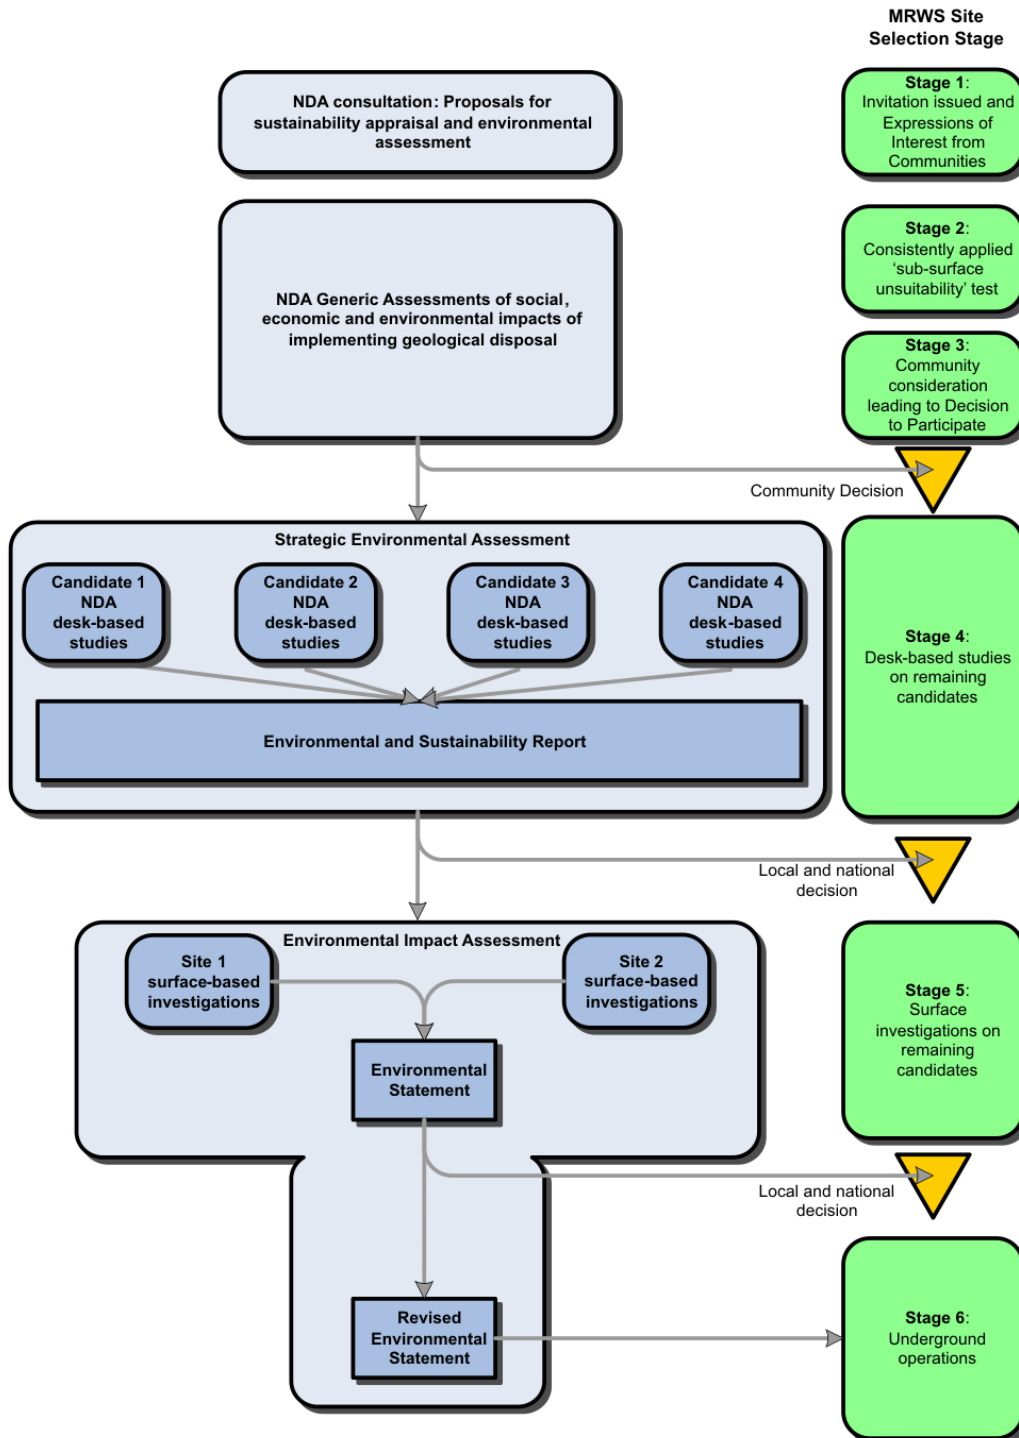 MRWS Site
Selection Stage
NDA consultation: Proposals for
sustainability appraisal and environmental
assessment
Stage 1:
Invitation issued and
Expressions of
Interest from
Communities
NDA Generic Assessments of social,
economic and environmental impacts of
implementing geological disposal
Stage 2:
Consistently applied
‘sub-surface
unsuitability’ test
Stage 3:
Community
consideration
leading to Decision
to Participate
Community Decision
Strategic Environmental Assessment
Candidate 1
NDA
desk-based
studies
Candidate 2
NDA
desk-based
studies
Candidate 3
NDA
desk-based
studies
Candidate 4
NDA
desk-based
studies
Environmental and Sustainability Report
Stage 4:
Desk-based studies
on remaining
candidates
Local and national
decision
Environmental Impact Assessment
Site 1
surface-based
investigations
Site 2
surface-based
investigations
Environmental
Statement
Stage 5:
Surface
investigations on
remaining
candidates
Local and national
decision
Revised
Environmental
Statement
Stage 6:
Underground
operations